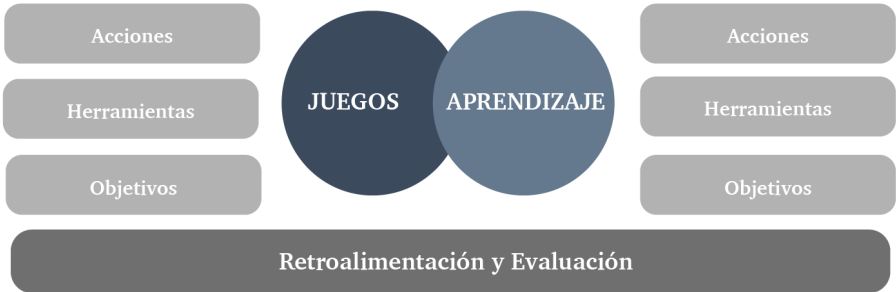 Acciones
Herramientas
Objetivos
JUEGOS
APRENDIZAJE
Acciones
Herramientas
Objetivos
Retroalimentación y Evaluación